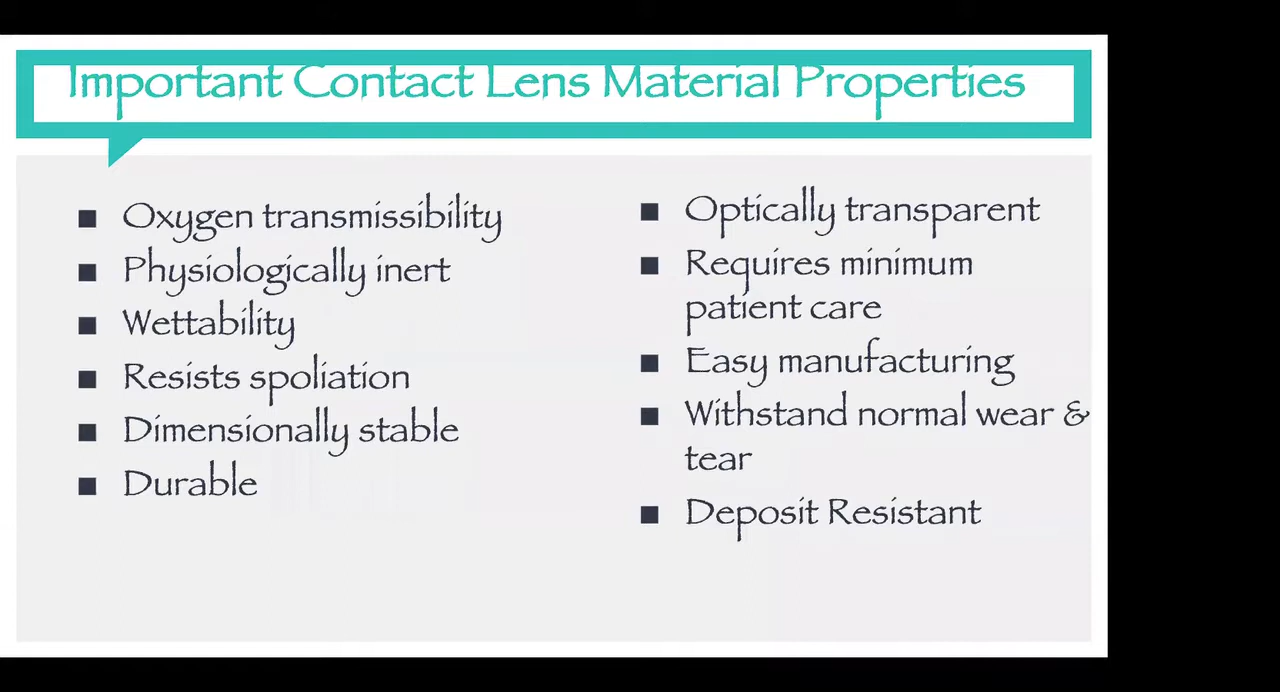 Important Contact Lens Material Properties
Oxygen transmissibility
Physiologically inert
Wettability
Resists spoliation
Dimensionally stable
Durable
Optically transparent
Requires minimum
patient care
Easy manufacturing
Withstand normal wear &
tear
Deposit Resistant